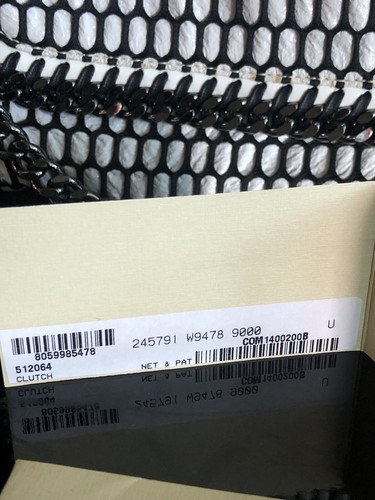 245791 W9478 9000 U
8059985478 COM1400200B
512064 NET & PAT
CLUTCH